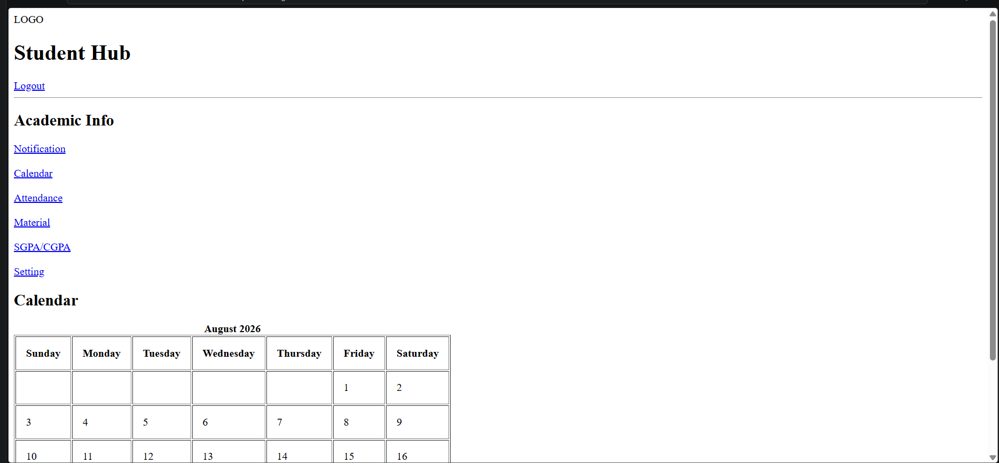 LOGO
Student Hub
Logout
Academic Info
Notification
Calendar
Attendance
Material
SGPA/CGPA
Setting
Calendar
August 2026
Sunday Monday Tuesday Wednesday Thursday Friday Saturday
1 2
3 4 5 6 7 8 9
10 11 12 13 14 15 16